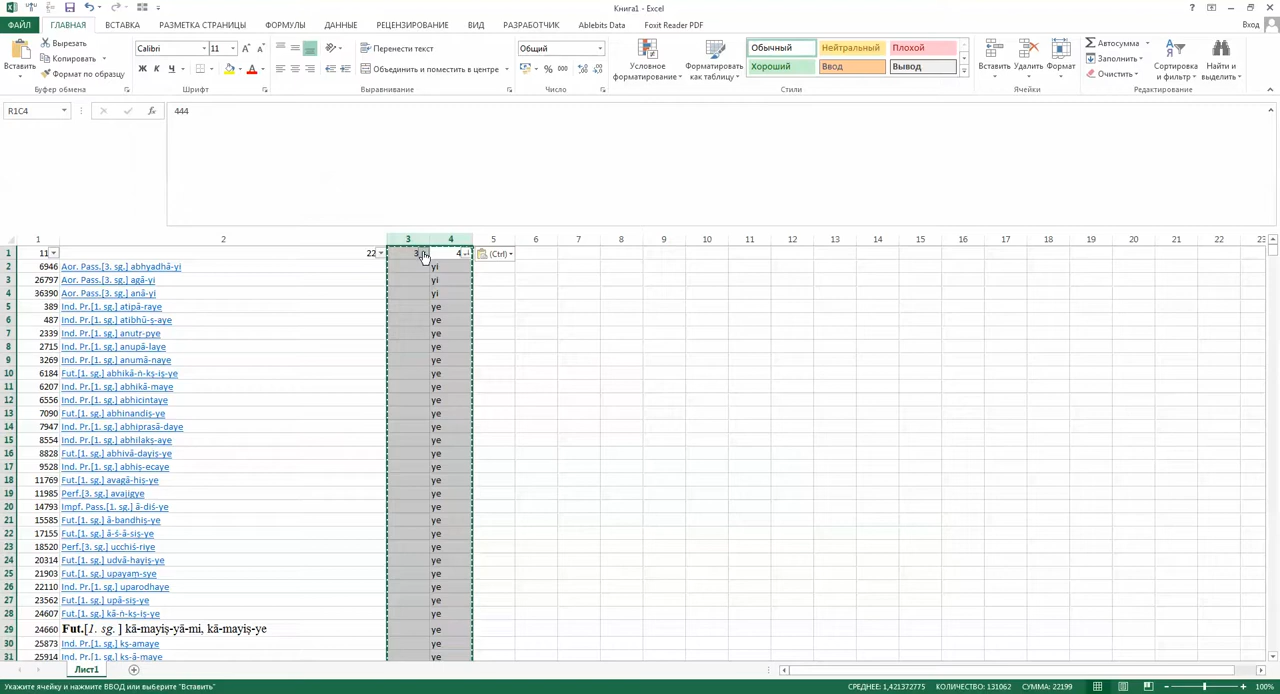 Книга1 - Excel
ФАЙЛ ГЛАВНАЯ ВСТАВКА РАЗМЕТКА СТРАНИЦЫ ФОРМУЛЫ ДАННЫЕ РЕЦЕНЗИРОВАНИЕ ВИД РАЗРАБОТЧИК Ablebits Data Foxit Reader PDF Вход
Вставить Вырезать Копировать Формат по образцу
Calibri 11 Ж К Ч
Перенести текст Объединить и поместить в центре
Общий % 000
Условное форматирование Форматировать как таблицу
Обычный Нейтральный Плохой
Хороший Ввод Вывод
Вставить Удалить Формат
Автосумма Заполнить Очистить Сортировка и фильтр Найти и выделить
Буфер обмена Шрифт Выравнивание Число Стили Ячейки Редактирование
R1C4 fx 444
1 2 3 4 5 6 7 8 9 10 11 12 13 14 15 16 17 18 19 20 21 22 23
1 11 22 3 4 (Ctrl)
2 6946 Aor. Pass.[3. sg.] abhyadhā-yi yi
3 26797 Aor. Pass.[3. sg.] agā-yi yi
4 36390 Aor. Pass.[3. sg.] anā-yi yi
5 389 Ind. Pr.[1. sg.] atipā-raye ye
6 487 Ind. Pr.[1. sg.] atibhū-ṣ-aye ye
7 2339 Ind. Pr.[1. sg.] anutṛ-pye ye
8 2715 Ind. Pr.[1. sg.] anupā-laye ye
9 3269 Ind. Pr.[1. sg.] anumā-naye ye
10 6184 Fut.[1. sg.] abhikā-ṅ-kṣ-iṣ-ye ye
11 6207 Ind. Pr.[1. sg.] abhikā-maye ye
12 6556 Ind. Pr.[1. sg.] abhicintaye ye
13 7090 Fut.[1. sg.] abhinandiṣ-ye ye
14 7947 Ind. Pr.[1. sg.] abhiprasā-daye ye
15 8554 Ind. Pr.[1. sg.] abhilakṣ-aye ye
16 8828 Fut.[1. sg.] abhivā-dayiṣ-ye ye
17 9528 Ind. Pr.[1. sg.] abhiṣ-ecaye ye
18 11769 Fut.[1. sg.] avagā-hiṣ-ye ye
19 11985 Perf.[3. sg.] avajigye ye
20 14793 Impf. Pass.[1. sg.] ā-diś-ye ye
21 15585 Fut.[1. sg.] ā-bandhiṣ-ye ye
22 17155 Fut.[1. sg.] ā-ś-ā-siṣ-ye ye
23 18520 Perf.[3. sg.] ucchiś-riye ye
24 20314 Fut.[1. sg.] udvā-hayiṣ-ye ye
25 21903 Fut.[1. sg.] upayaṃ-sye ye
26 22110 Ind. Pr.[1. sg.] uparodhaye ye
27 23562 Fut.[1. sg.] upā-siṣ-ye ye
28 24607 Fut.[1. sg.] kā-ṅ-kṣ-iṣ-ye ye
29 24660 Fut.[1. sg. ] kā-mayiṣ-yā-mi, kā-mayiṣ-ye ye
30 25873 Ind. Pr.[1. sg.] kṣ-amaye ye
31 25914 Ind. Pr.[1. sg.] kṣ-ā-maye ye
Лист1
Укажите ячейку и нажмите ВВОД или выберите "Вставить" СРЕДНЕЕ: 1,421372775 КОЛИЧЕСТВО: 131062 СУММА: 22199 100%